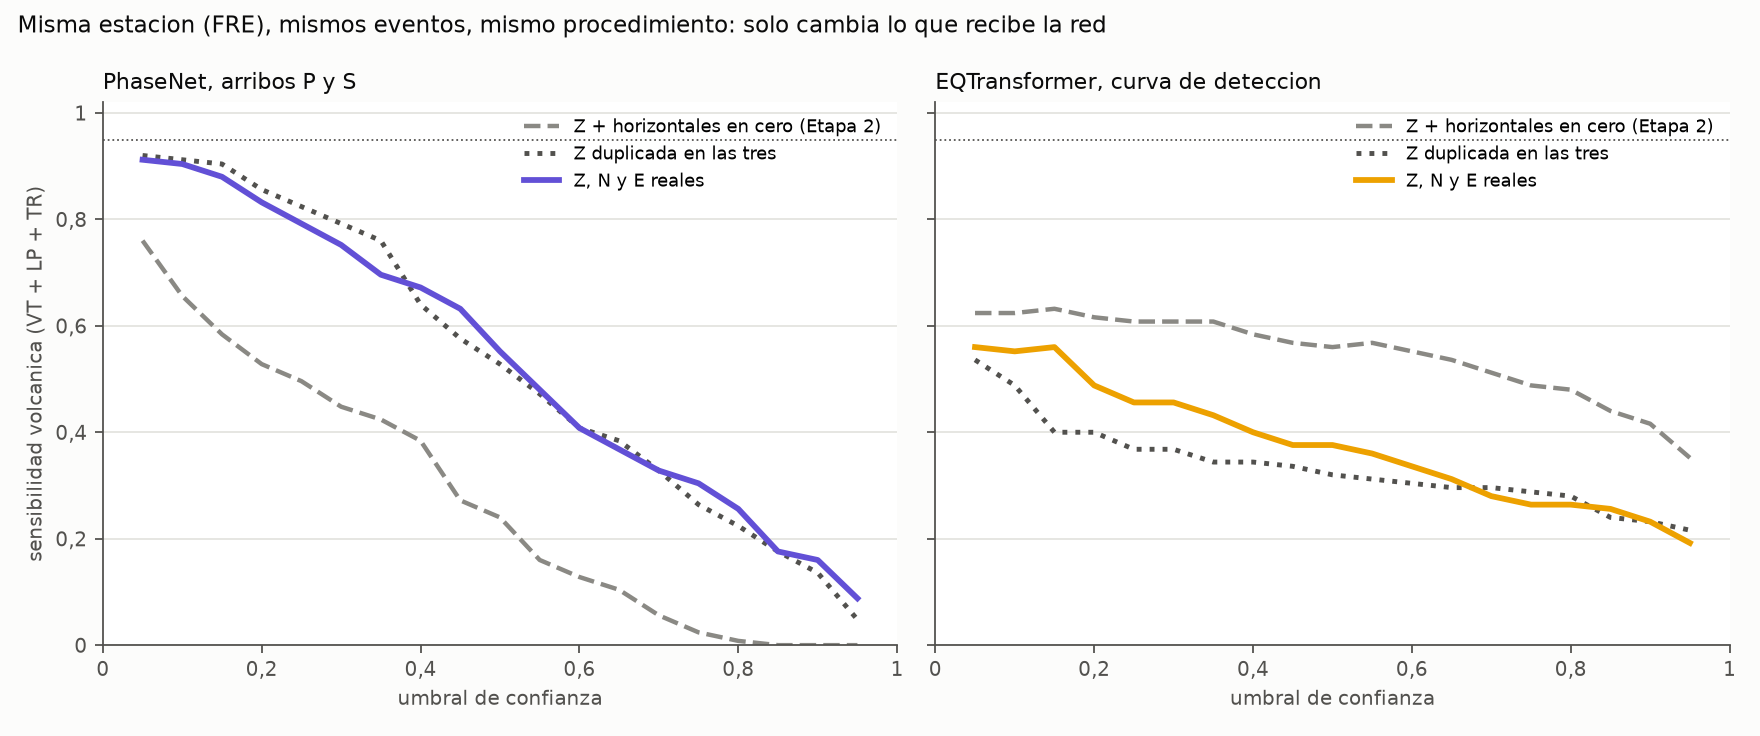 Misma estacion (FRE), mismos eventos, mismo procedimiento: solo cambia lo que recibe la red
PhaseNet, arribos P y S
Z + horizontales en cero (Etapa 2)
Z duplicada en las tres
Z, N y E reales
sensibilidad volcanica (VT + LP + TR)
1
0,8
0,6
0,4
0,2
0
0
0,2
0,4
0,6
0,8
1
umbral de confianza
EQTransformer, curva de deteccion
Z + horizontales en cero (Etapa 2)
Z duplicada en las tres
Z, N y E reales
0
0,2
0,4
0,6
0,8
1
umbral de confianza